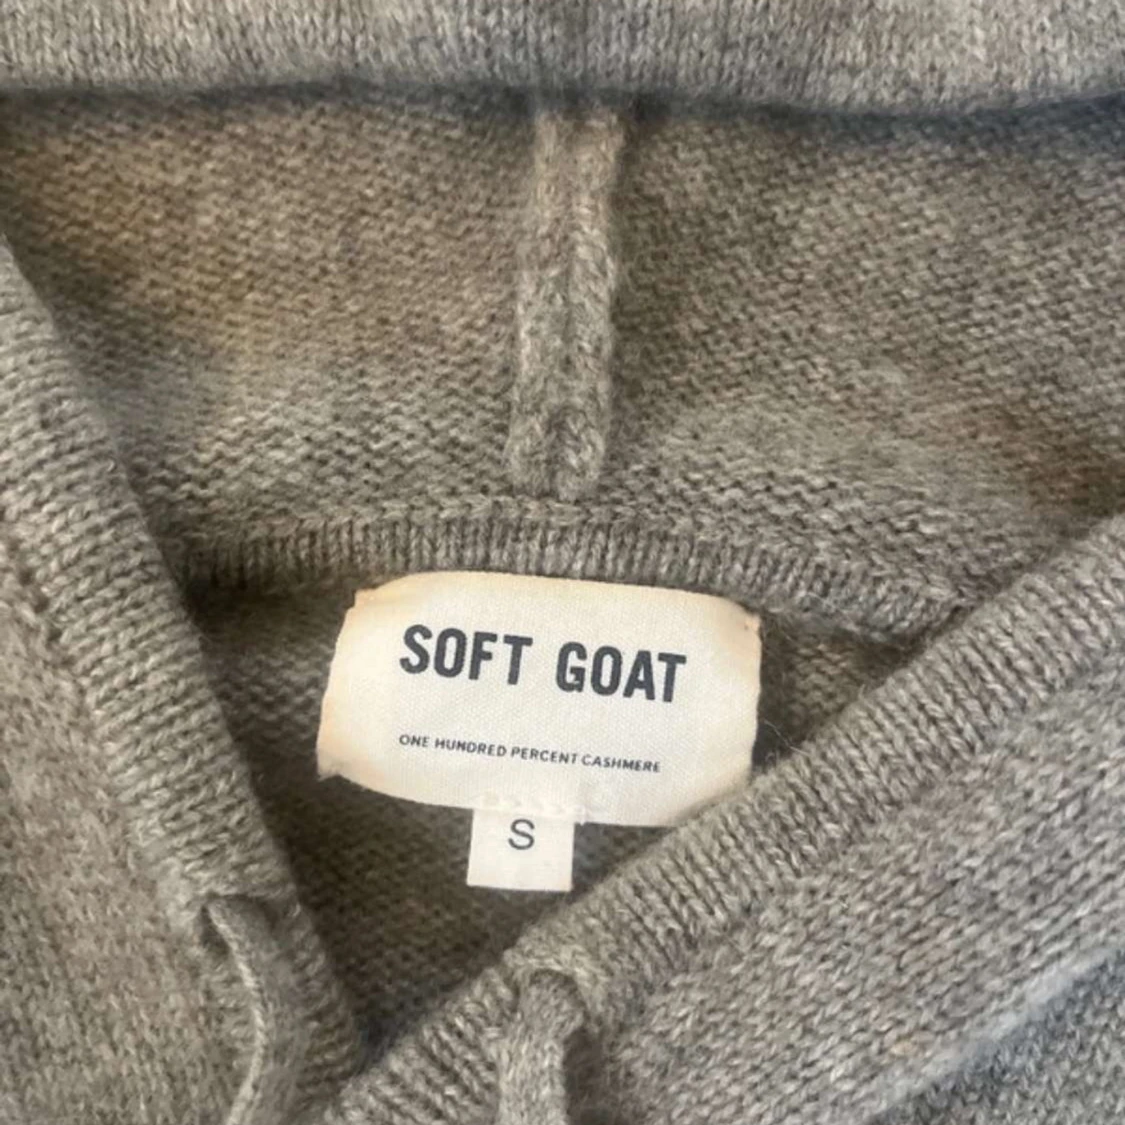 SOFT GOAT
ONE HUNDRED PERCENT CASHMERE
S